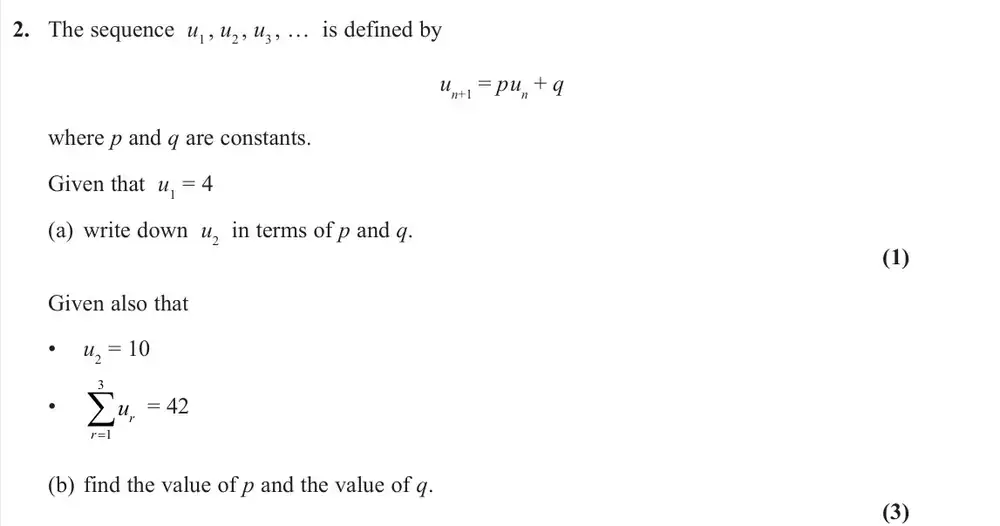 2. The sequence u₁, u₂, u₃, … is defined by
uₙ₊₁ = puₙ + q
where p and q are constants.
Given that u₁ = 4
(a) write down u₂ in terms of p and q.
(1)
Given also that
• u₂ = 10
• ∑_{r=1}^{3} uᵣ = 42
(b) find the value of p and the value of q.
(3)